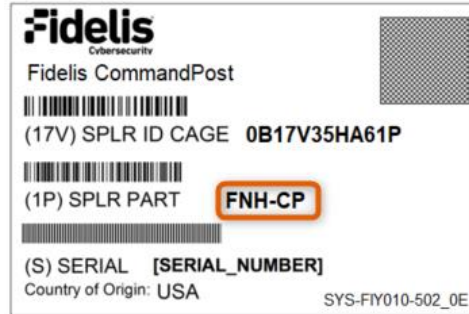 Fidelis
Cybersecurity
Fidelis CommandPost
(17V) SPLR ID CAGE 0B17V35HA61P
(1P) SPLR PART FNH-CP
(S) SERIAL [SERIAL_NUMBER]
Country of Origin: USA
SYS-FIY010-502_0E